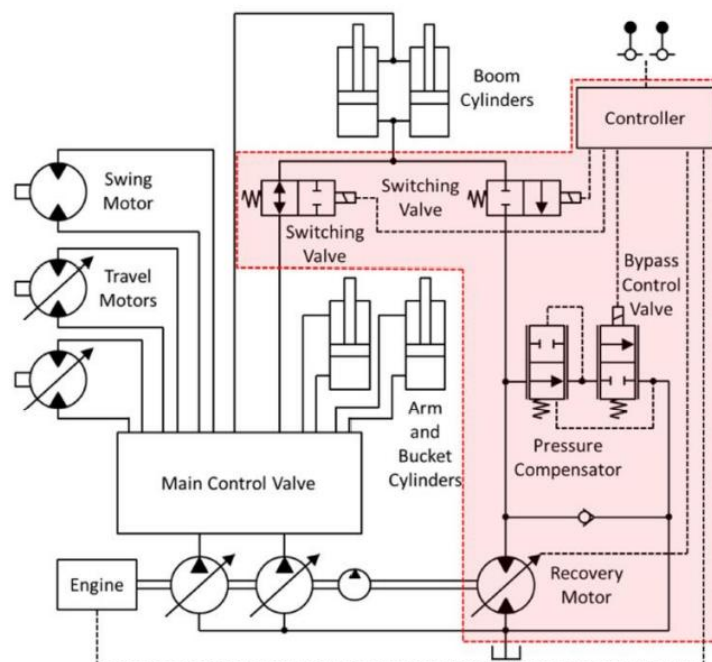 Boom
Cylinders
Controller
Swing
Motor
Switching
Valve
Switching
Valve
Travel
Motors
Bypass
Control
Valve
Arm
and
Bucket
Cylinders
Pressure
Compensator
Main Control Valve
Engine
Recovery
Motor